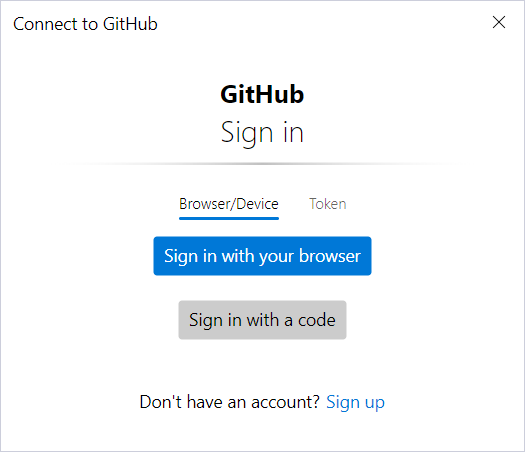 Connect to GitHub
GitHub
Sign in
Browser/Device Token
Sign in with your browser
Sign in with a code
Don't have an account? Sign up